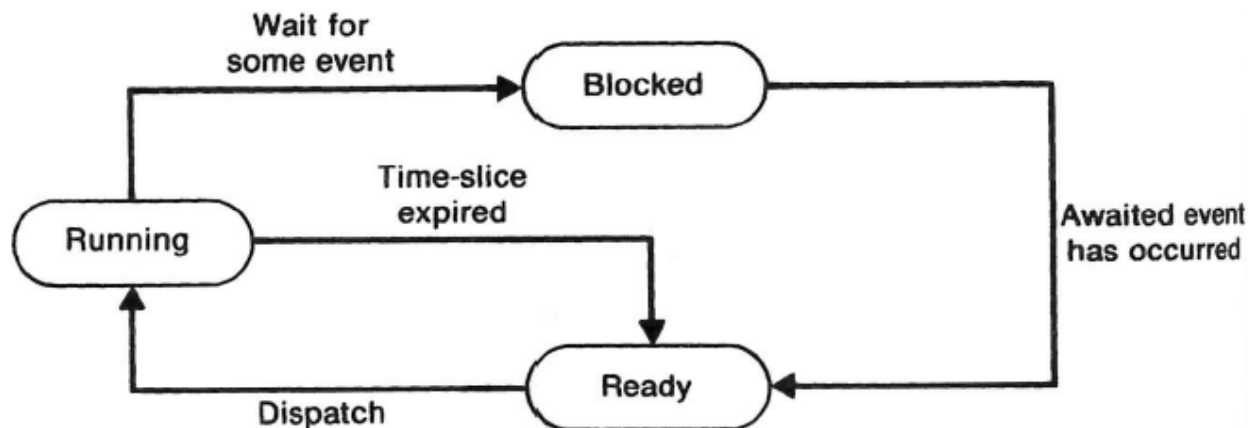 Wait for
some event
Blocked
Time-slice
expired
Running
Awaited event
has occurred
Ready
Dispatch